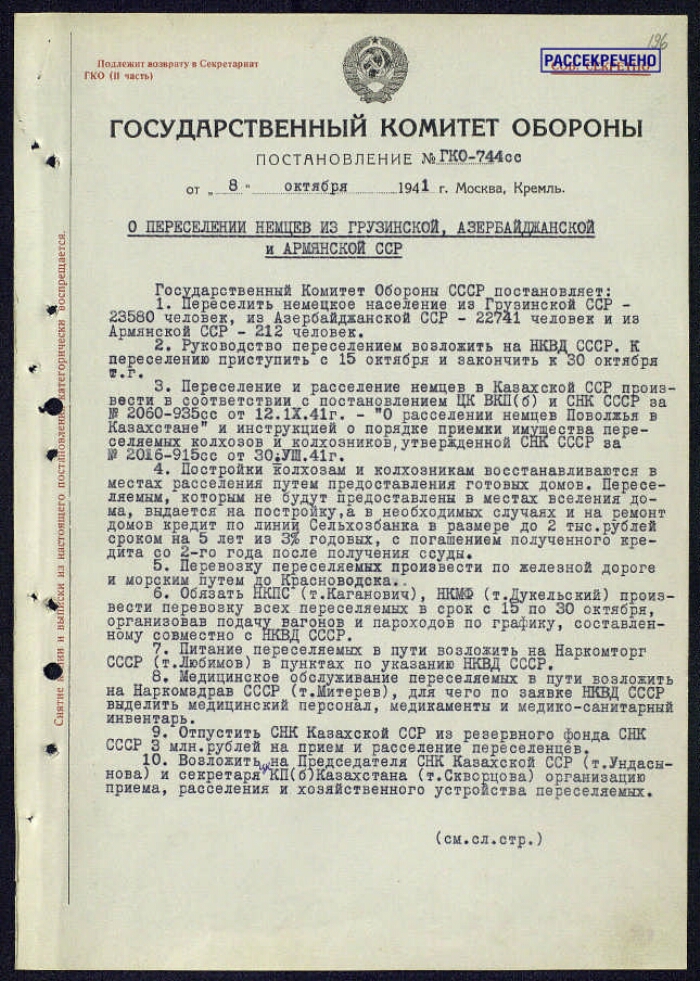 196
Подлежит возврату в Секретариат
ГКО (II часть)
РАССЕКРЕЧЕНО
СОВ. СЕКРЕТНО
ГОСУДАРСТВЕННЫЙ КОМИТЕТ ОБОРОНЫ
ПОСТАНОВЛЕНИЕ № ГКО-744сс
от „ 8 " октября 1941 г. Москва, Кремль.
О ПЕРЕСЕЛЕНИИ НЕМЦЕВ ИЗ ГРУЗИНСКОЙ, АЗЕРБАЙДЖАНСКОЙ
и АРМЯНСКОЙ ССР
Государственный Комитет Обороны СССР постановляет:
1. Переселить немецкое население из Грузинской ССР -
23580 человек, из Азербайджанской ССР - 22741 человек и из
Армянской ССР - 212 человек.
2. Руководство переселением возложить на НКВД СССР. К
переселению приступить с 15 октября и закончить к 30 октября
т.г.
3. Переселение и расселение немцев в Казахской ССР произ-
вести в соответствии с постановлением ЦК ВКП(б) и СНК СССР за
№ 2060-935сс от 12.IX.41г. - "О расселении немцев Поволжья в
Казахстане" и инструкцией о порядке приемки имущества пере-
селяемых колхозов и колхозников, утвержденной СНК СССР за
№ 2016-915сс от 30.УШ.41г.
4. Постройки колхозам и колхозникам восстанавливаются в
местах расселения путем предоставления готовых домов. Пересе-
ляемым, которым не будут предоставлены в местах вселения до-
ма, выдается на постройку, а в необходимых случаях и на ремонт
домов кредит по линии Сельхозбанка в размере до 2 тыс.рублей
сроком на 5 лет из 3% годовых, с погашением полученного кре-
дита со 2-го года после получения ссуды.
5. Перевозку переселяемых произвести по железной дороге
и морским путем до Красноводска.
6. Обязать НКПС (т.Каганович), НКМФ (т.Дукельский) произ-
вести перевозку всех переселяемых в срок с 15 по 30 октября,
организовав подачу вагонов и пароходов по графику, составлен-
ному совместно с НКВД СССР.
7. Питание переселяемых в пути возложить на Наркомторг
СССР (т.Любимов) в пунктах по указанию НКВД СССР.
8. Медицинское обслуживание переселяемых в пути возложить
на Наркомздрав СССР (т.Митерев), для чего по заявке НКВД СССР
выделить медицинский персонал, медикаменты и медико-санитарный
инвентарь.
9. Отпустить СНК Казахской ССР из резервного фонда СНК
СССР 3 млн.рублей на прием и расселение переселенцев.
10. Возложить на Председателя СНК Казахской ССР (т.Ундасы-
нова) и секретаря ЦК КП(б)Казахстана (т.Скворцова) организацию
приема, расселения и хозяйственного устройства переселяемых.
(см.сл.стр.)
Снятие копии и выписки из настоящего постановления категорически воспрещается.